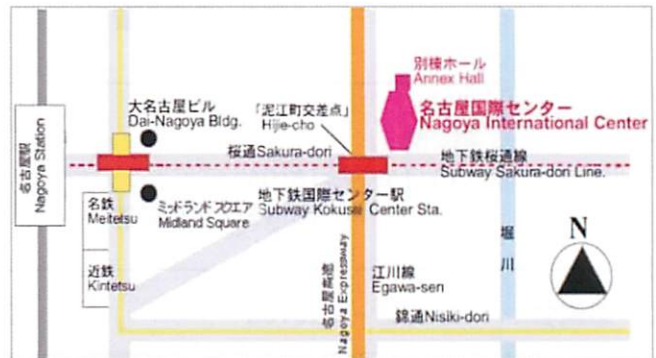 別棟ホール
Annex Hall
名古屋国際センター
Nagoya International Center
大名古屋ビル
Dai-Nagoya Bldg.
「泥江町交差点」
Hijie-cho
桜通Sakura-dori
地下鉄桜通線
Subway Sakura-dori Line.
名古屋駅
Nagoya Station
名鉄
Meitetsu
ミッドランドスクエア
Midland Square
地下鉄国際センター駅
Subway Kokusai Center Sta.
近鉄
Kintetsu
名古屋高速
Nagoya Expressway
江川線
Egawa-sen
堀川
N
錦通Nisiki-dori